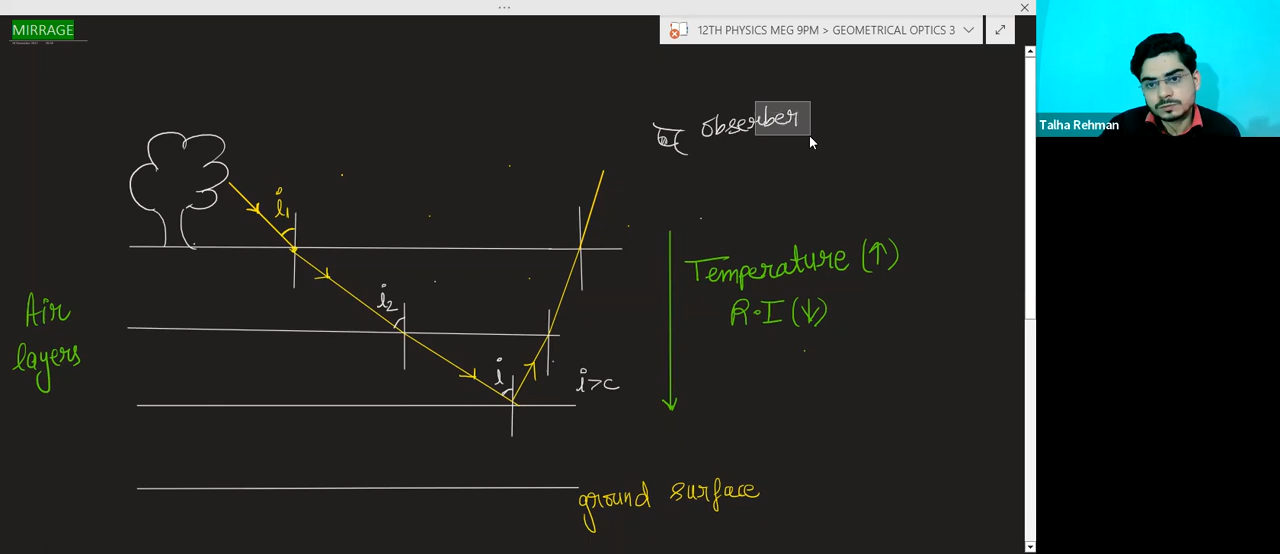 MIRRAGE
12TH PHYSICS MEG 9PM > GEOMETRICAL OPTICS 3
Talha Rehman
observer
i1
Temperature (↑)
R.I (↓)
i2
Air
layers
i
i>c
ground surface